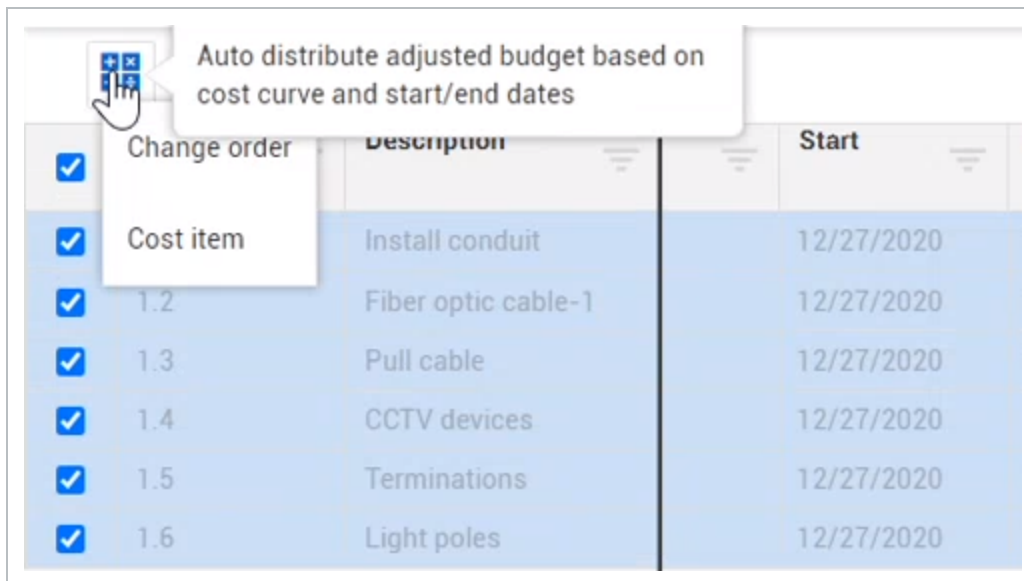 Auto distribute adjusted budget based on
cost curve and start/end dates
Change order
Description
Start
Cost item
Install conduit
12/27/2020
1.2
Fiber optic cable-1
12/27/2020
1.3
Pull cable
12/27/2020
1.4
CCTV devices
12/27/2020
1.5
Terminations
12/27/2020
1.6
Light poles
12/27/2020